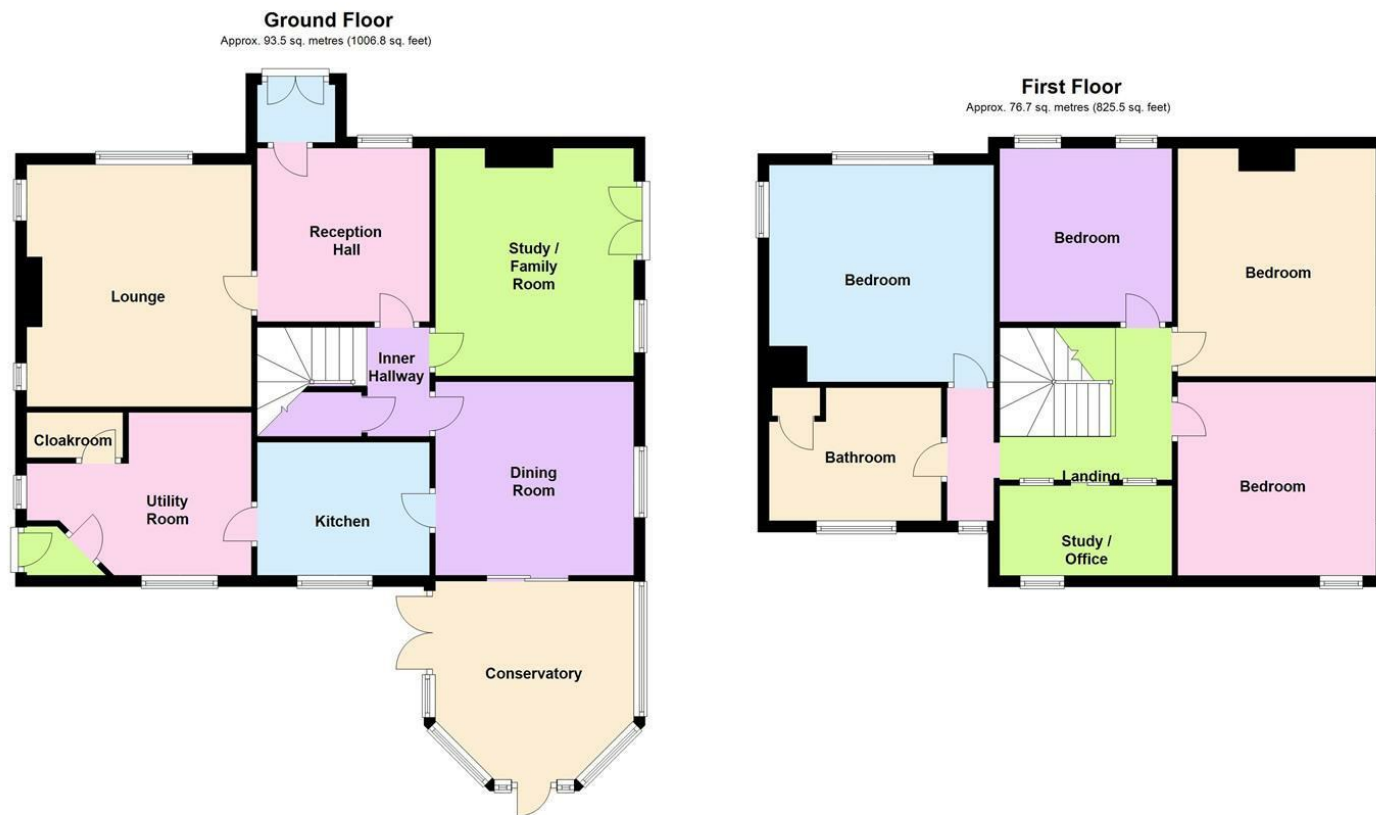 Ground Floor
Approx. 93.5 sq. metres (1006.8 sq. feet)
Reception
Hall
Study /
Family
Room
Lounge
Inner
Hallway
Cloakroom
Utility
Room
Kitchen
Dining
Room
Conservatory
First Floor
Approx. 76.7 sq. metres (825.5 sq. feet)
Bedroom
Bedroom
Bedroom
Bathroom
Landing
Bedroom
Study /
Office